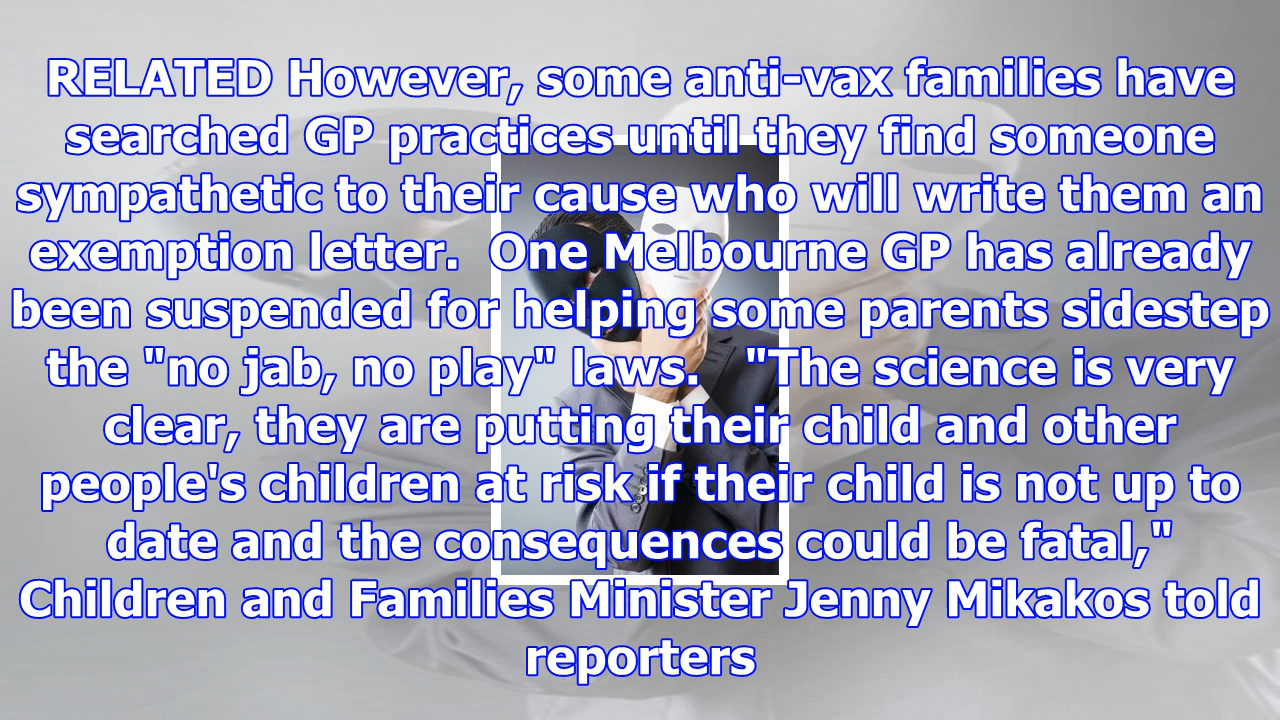 RELATED However, some anti-vax families have
searched GP practices until they find someone
sympathetic to their cause who will write them an
exemption letter.  One Melbourne GP has already
been suspended for helping some parents sidestep
the "no jab, no play" laws.   "The science is very
clear, they are putting their child and other
people's children at risk if their child is not up to
date and the consequences could be fatal,"
Children and Families Minister Jenny Mikakos told
reporters